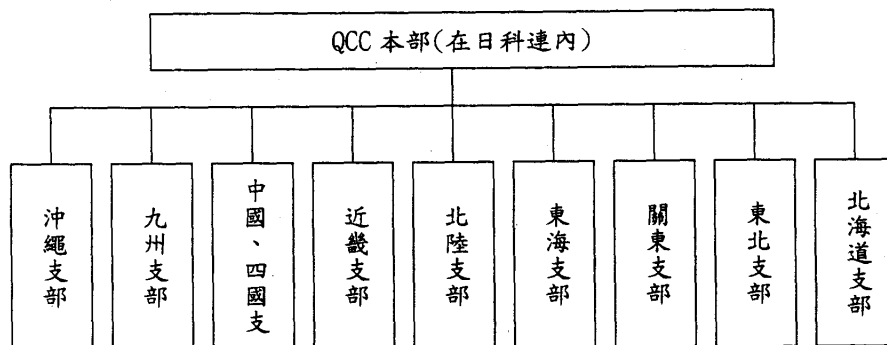 QCC 本部(在日科連內)
沖繩支部
九州支部
中國、四國支
近畿支部
北陸支部
東海支部
關東支部
東北支部
北海道支部